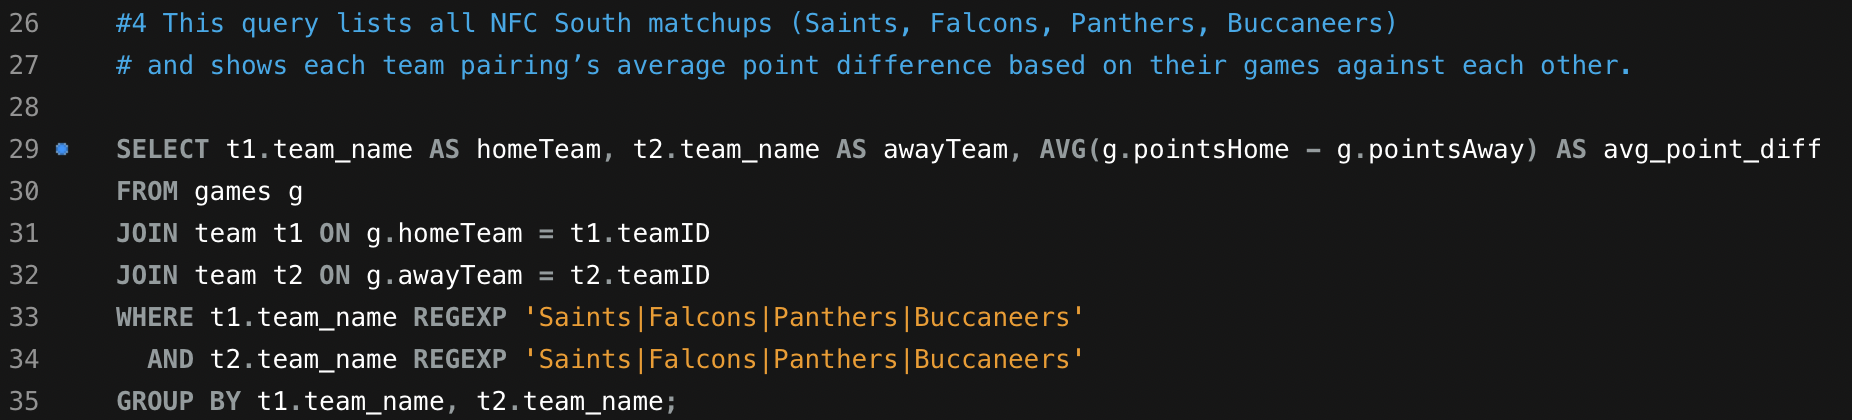 26 #4 This query lists all NFC South matchups (Saints, Falcons, Panthers, Buccaneers)
27 # and shows each team pairing’s average point difference based on their games against each other.
28
29 SELECT t1.team_name AS homeTeam, t2.team_name AS awayTeam, AVG(g.pointsHome - g.pointsAway) AS avg_point_diff
30 FROM games g
31 JOIN team t1 ON g.homeTeam = t1.teamID
32 JOIN team t2 ON g.awayTeam = t2.teamID
33 WHERE t1.team_name REGEXP 'Saints|Falcons|Panthers|Buccaneers'
34 AND t2.team_name REGEXP 'Saints|Falcons|Panthers|Buccaneers'
35 GROUP BY t1.team_name, t2.team_name;